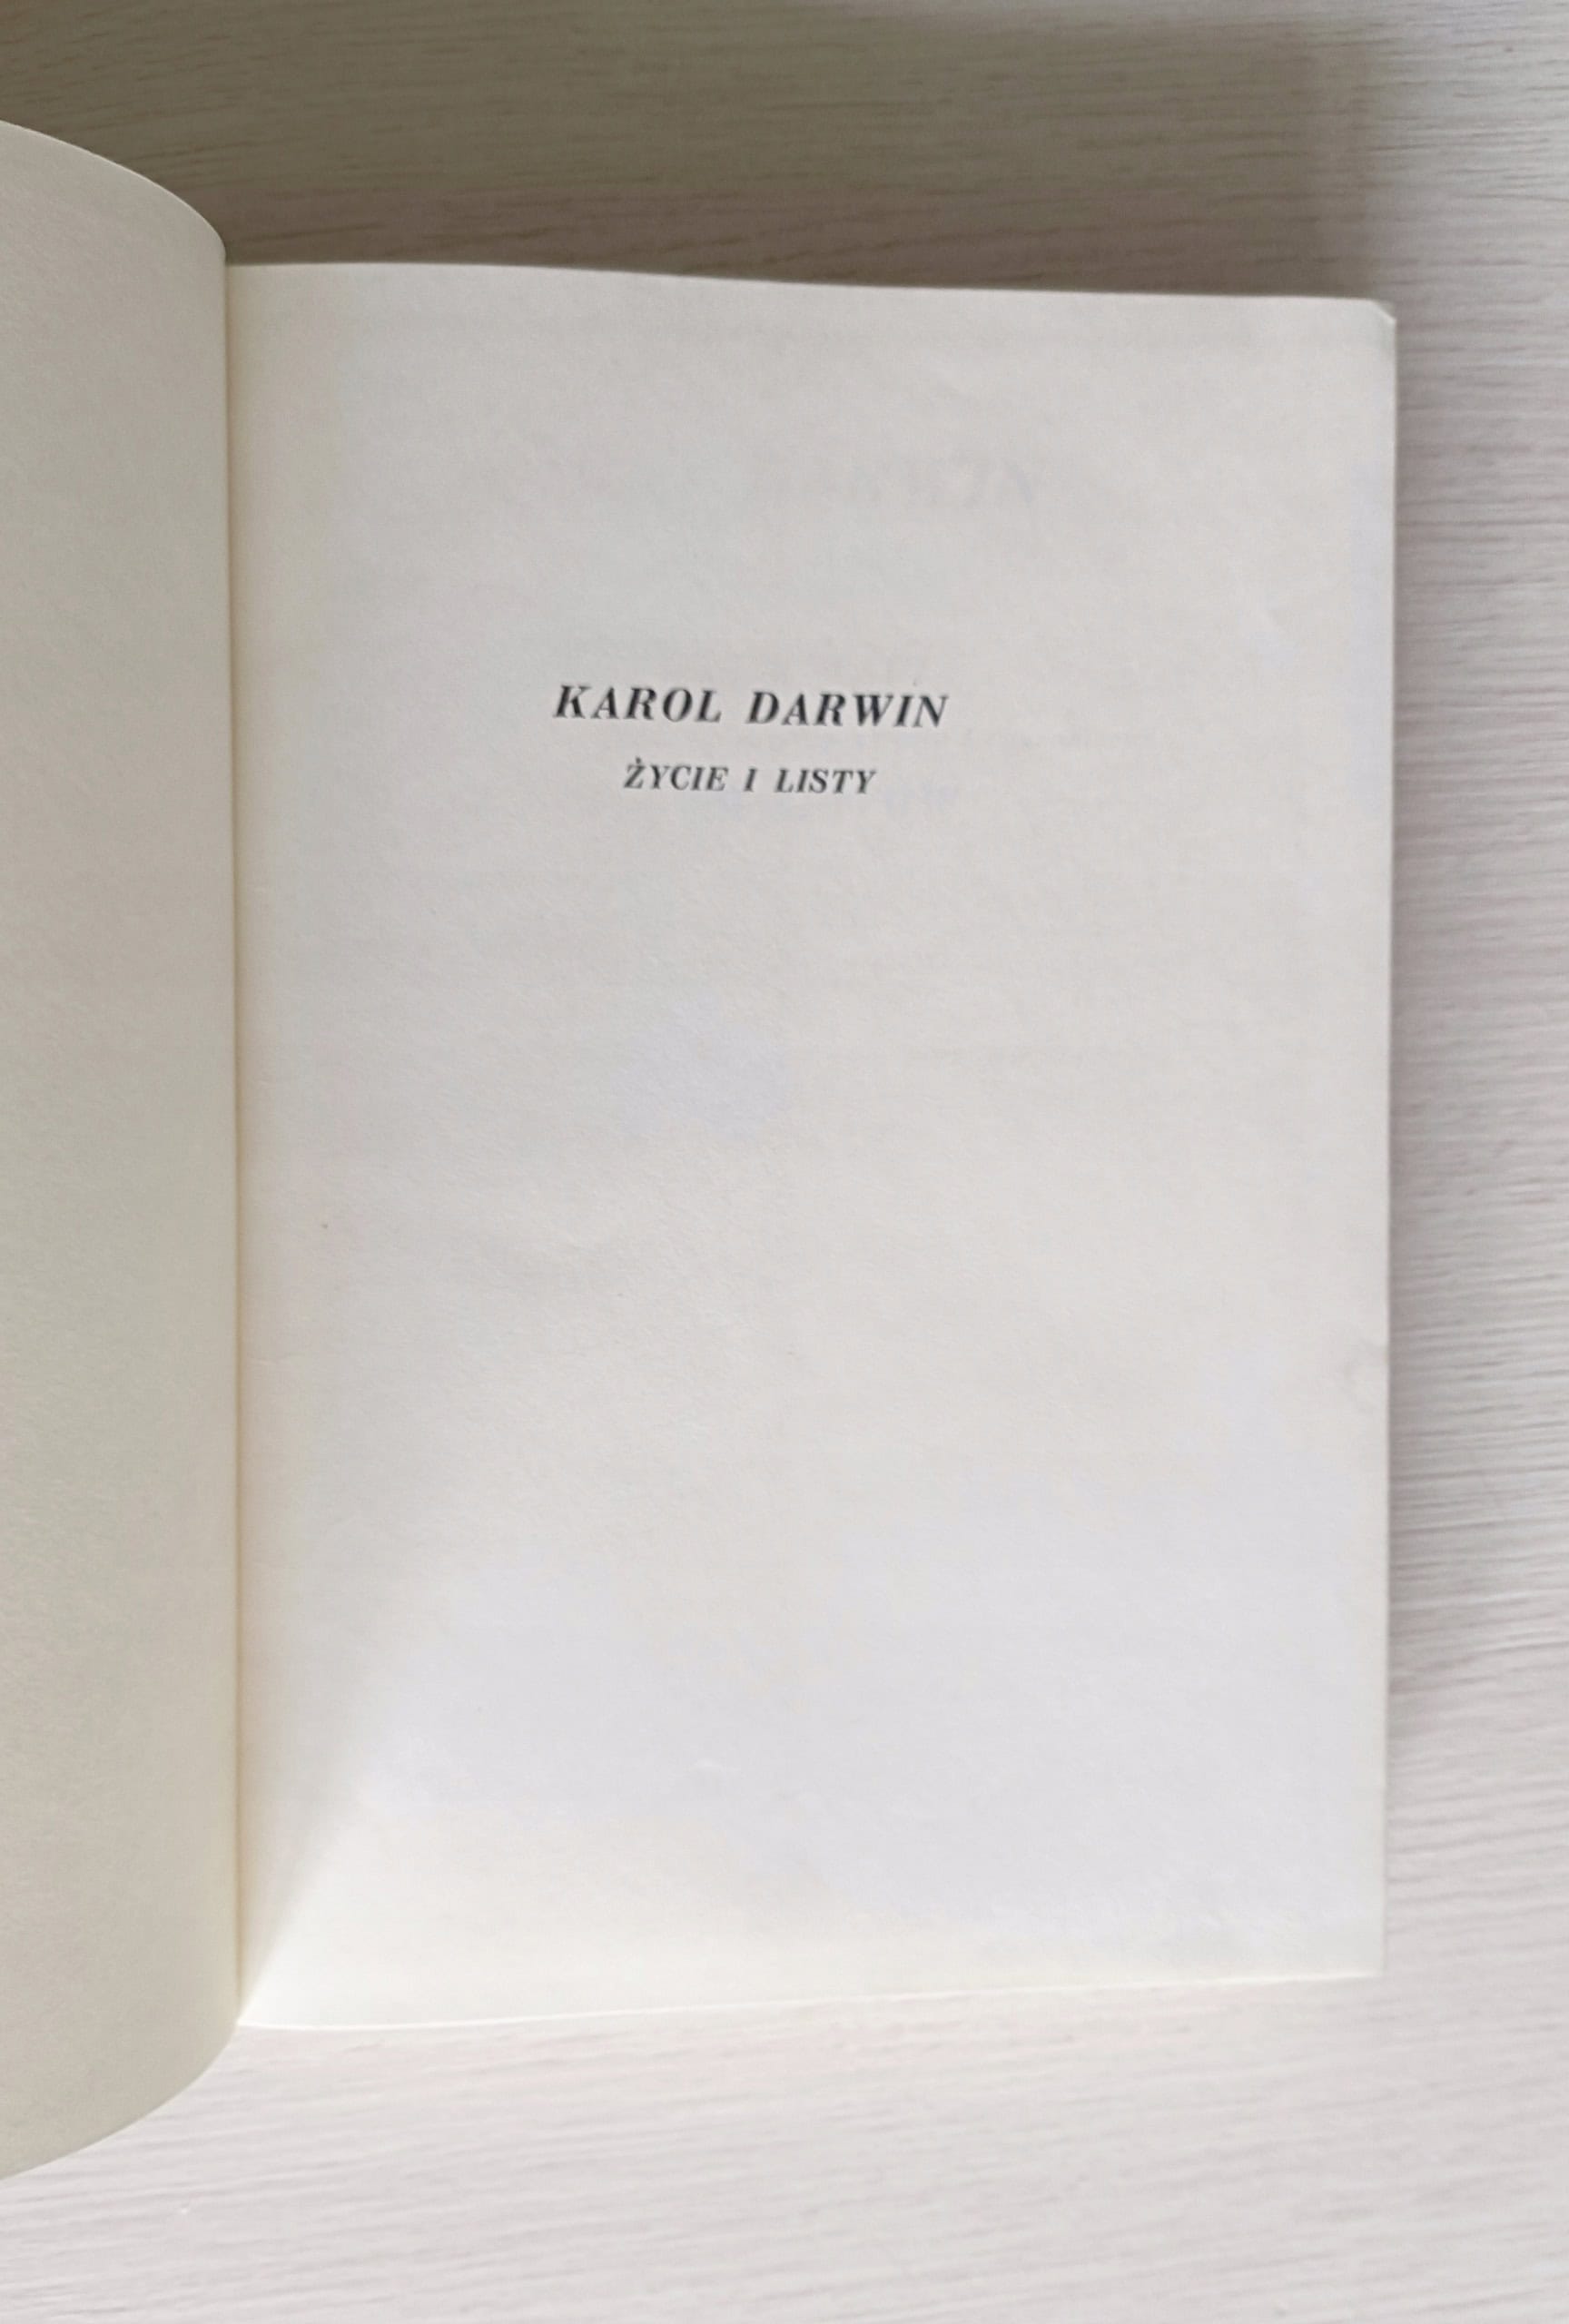 KAROL DARWIN
ŻYCIE I LISTY